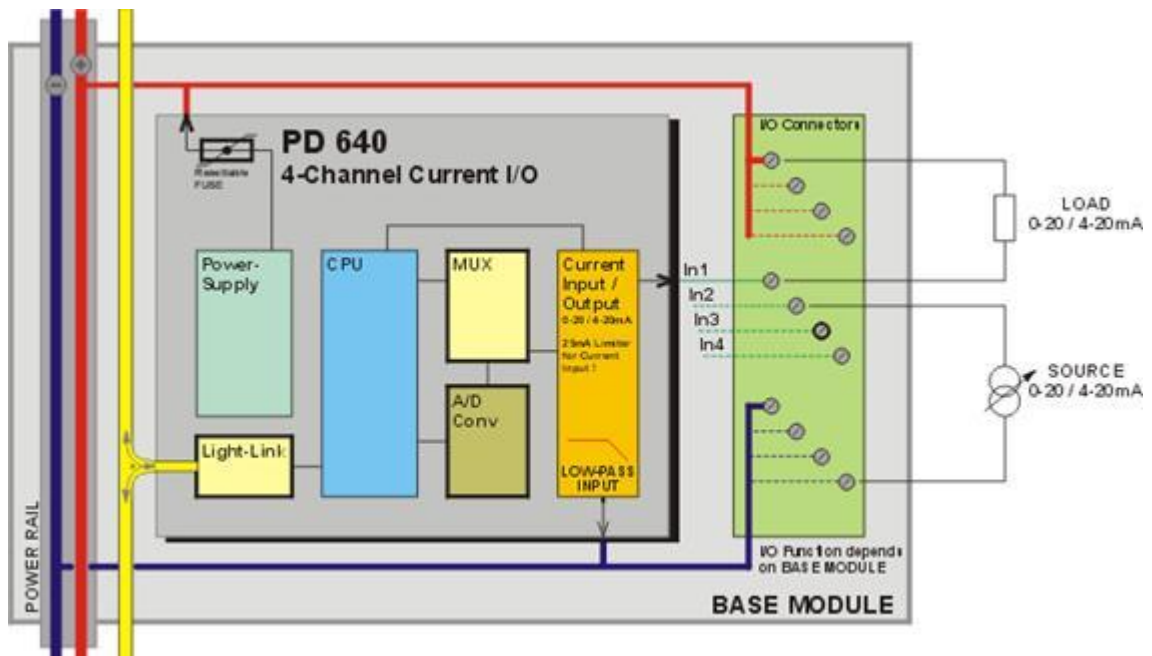 PD 640
4-Channel Current I/O
Resettable
FUSE
Power-
Supply
CPU
MUX
Current
Input /
Output
0-20 / 4-20mA
25mA Limiter
for Current
Input !
A/D
Conv
Light-Link
LOW-PASS
INPUT
I/O Connectors
In1
In2
In3
In4
LOAD
0-20 / 4-20mA
SOURCE
0-20 / 4-20mA
I/O Function depends
on BASE MODULE
BASE MODULE
POWER RAIL